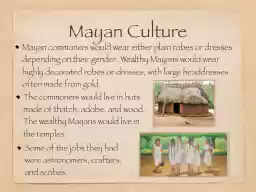 Mayan Culture
Mayan commoners would wear either plain robes or dresses
depending on their gender. Wealthy Mayans would wear
highly decorated robes or dresses, with large headdresses
often made from gold.
The commoners would live in huts
made of thatch, adobe, and wood.
The wealthy Mayans would live in
the temples.
Some of the jobs they had
were astronomers, crafters,
and scribes.